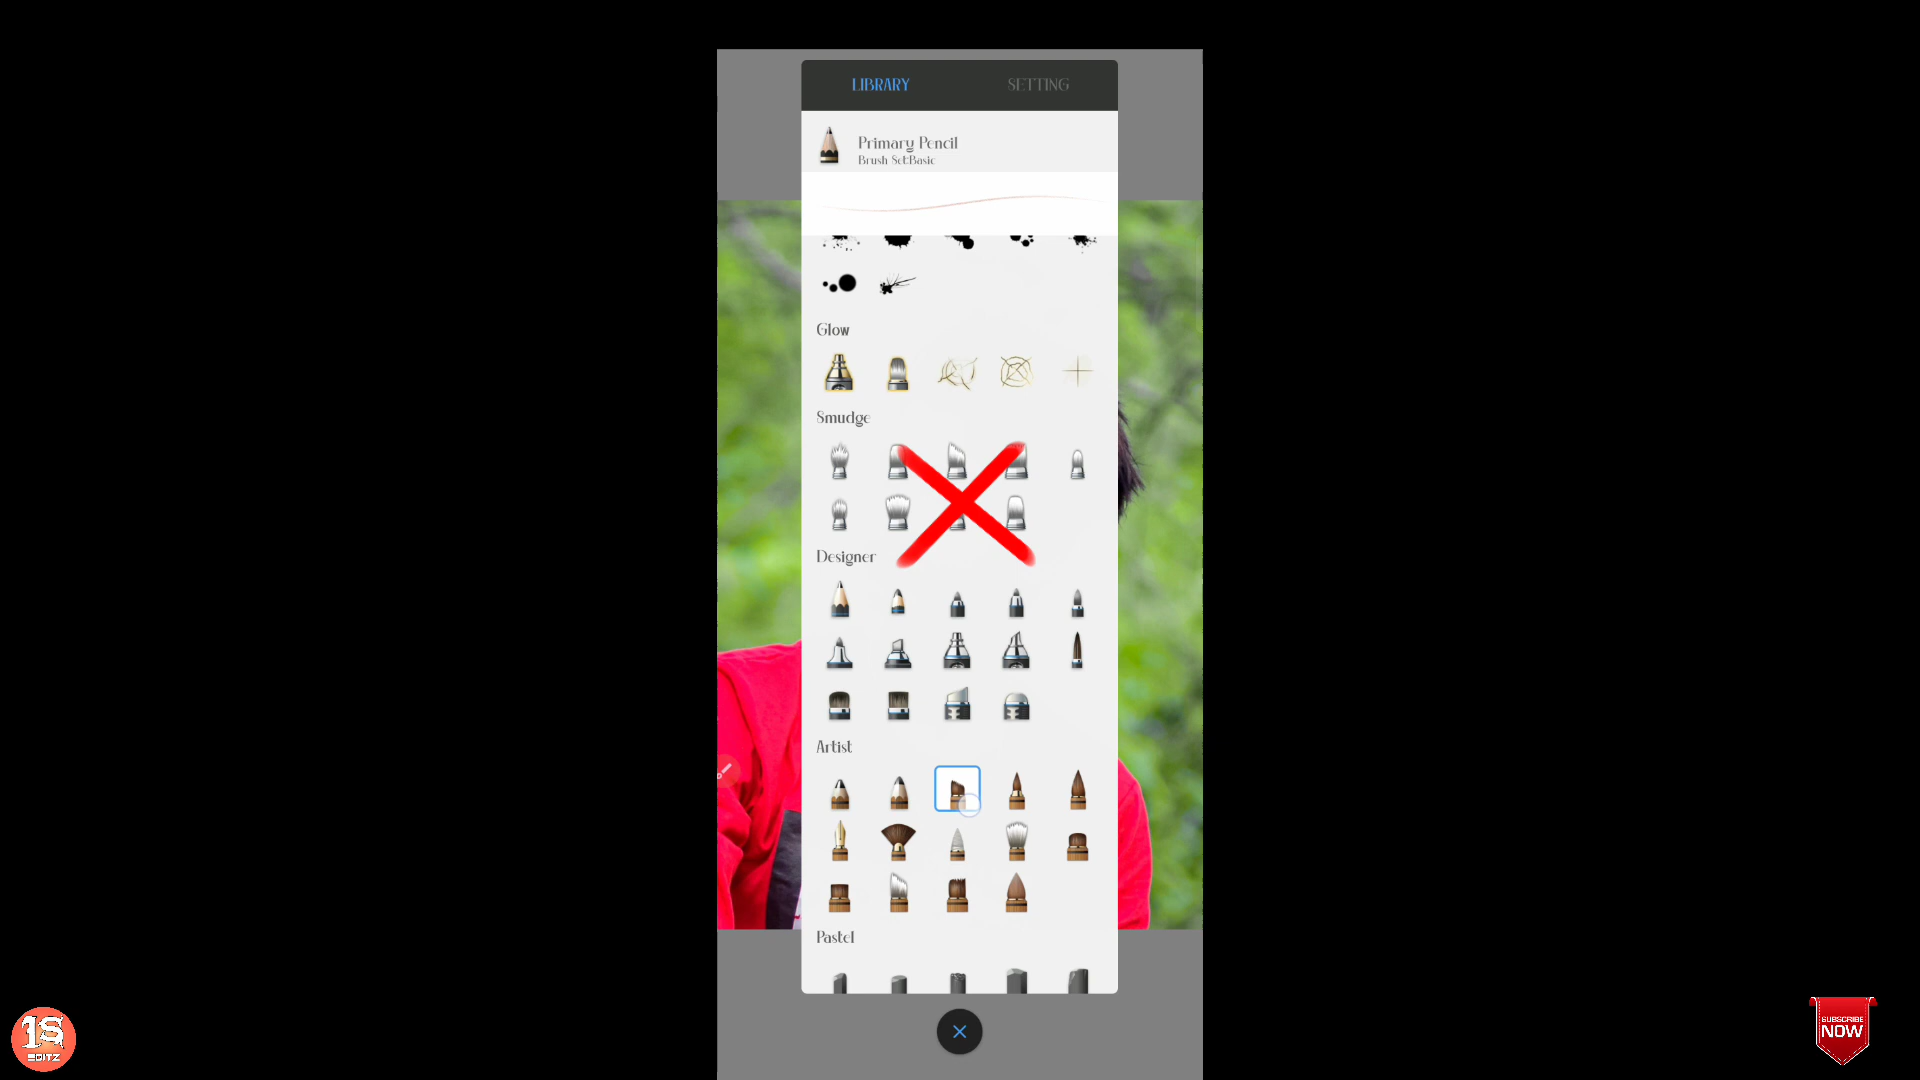 LIBRARY
SETTING
Primary Pencil
Brush Set:Basic
Glow
Smudge
Designer
Artist
Pastel
1S
EDITZ
SUBSCRIBE
NOW